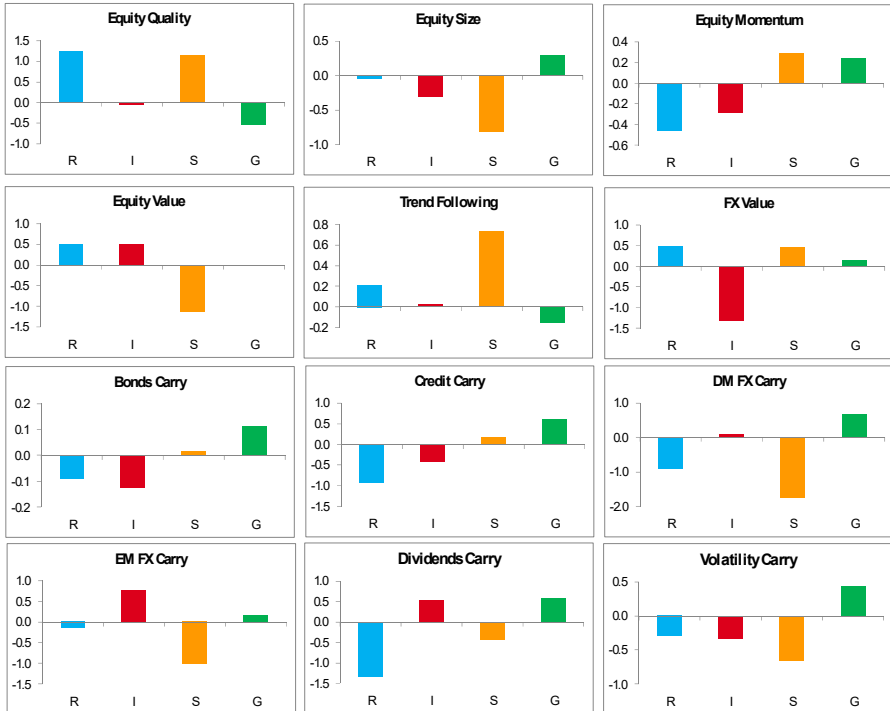 Equity Quality
1.5
1.0
0.5
0.0
-0.5
-1.0
R I S G
Equity Size
0.5
0.0
-0.5
-1.0
R I S G
Equity Momentum
0.4
0.2
0.0
-0.2
-0.4
-0.6
R I S G
Equity Value
1.0
0.5
0.0
-0.5
-1.0
-1.5
R I S G
Trend Following
0.8
0.6
0.4
0.2
0.0
-0.2
R I S G
FX Value
1.0
0.5
0.0
-0.5
-1.0
-1.5
R I S G
Bonds Carry
0.2
0.1
0.0
-0.1
-0.2
R I S G
Credit Carry
1.0
0.5
0.0
-0.5
-1.0
-1.5
R I S G
DM FX Carry
1.0
0.0
-1.0
-2.0
R I S G
EM FX Carry
1.0
0.5
0.0
-0.5
-1.0
-1.5
R I S G
Dividends Carry
1.0
0.5
0.0
-0.5
-1.0
-1.5
R I S G
Volatility Carry
0.5
0.0
-0.5
-1.0
R I S G